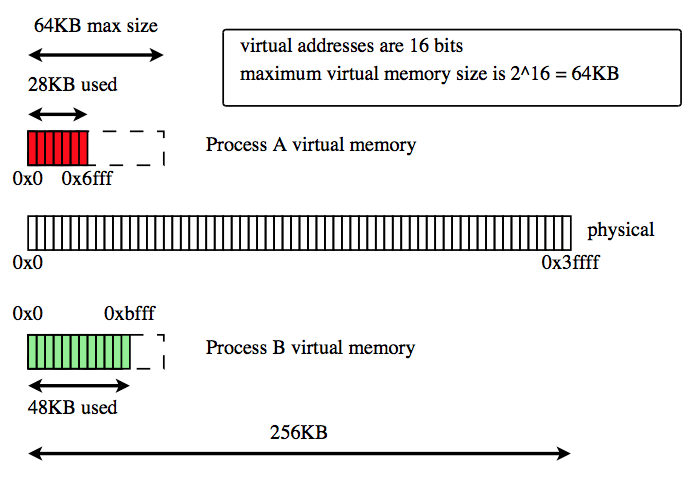 64KB max size
virtual addresses are 16 bits
maximum virtual memory size is 2^16 = 64KB
28KB used
Process A virtual memory
0x0 0x6fff
physical
0x0 0x3ffff
0x0 0xbfff
Process B virtual memory
48KB used
256KB